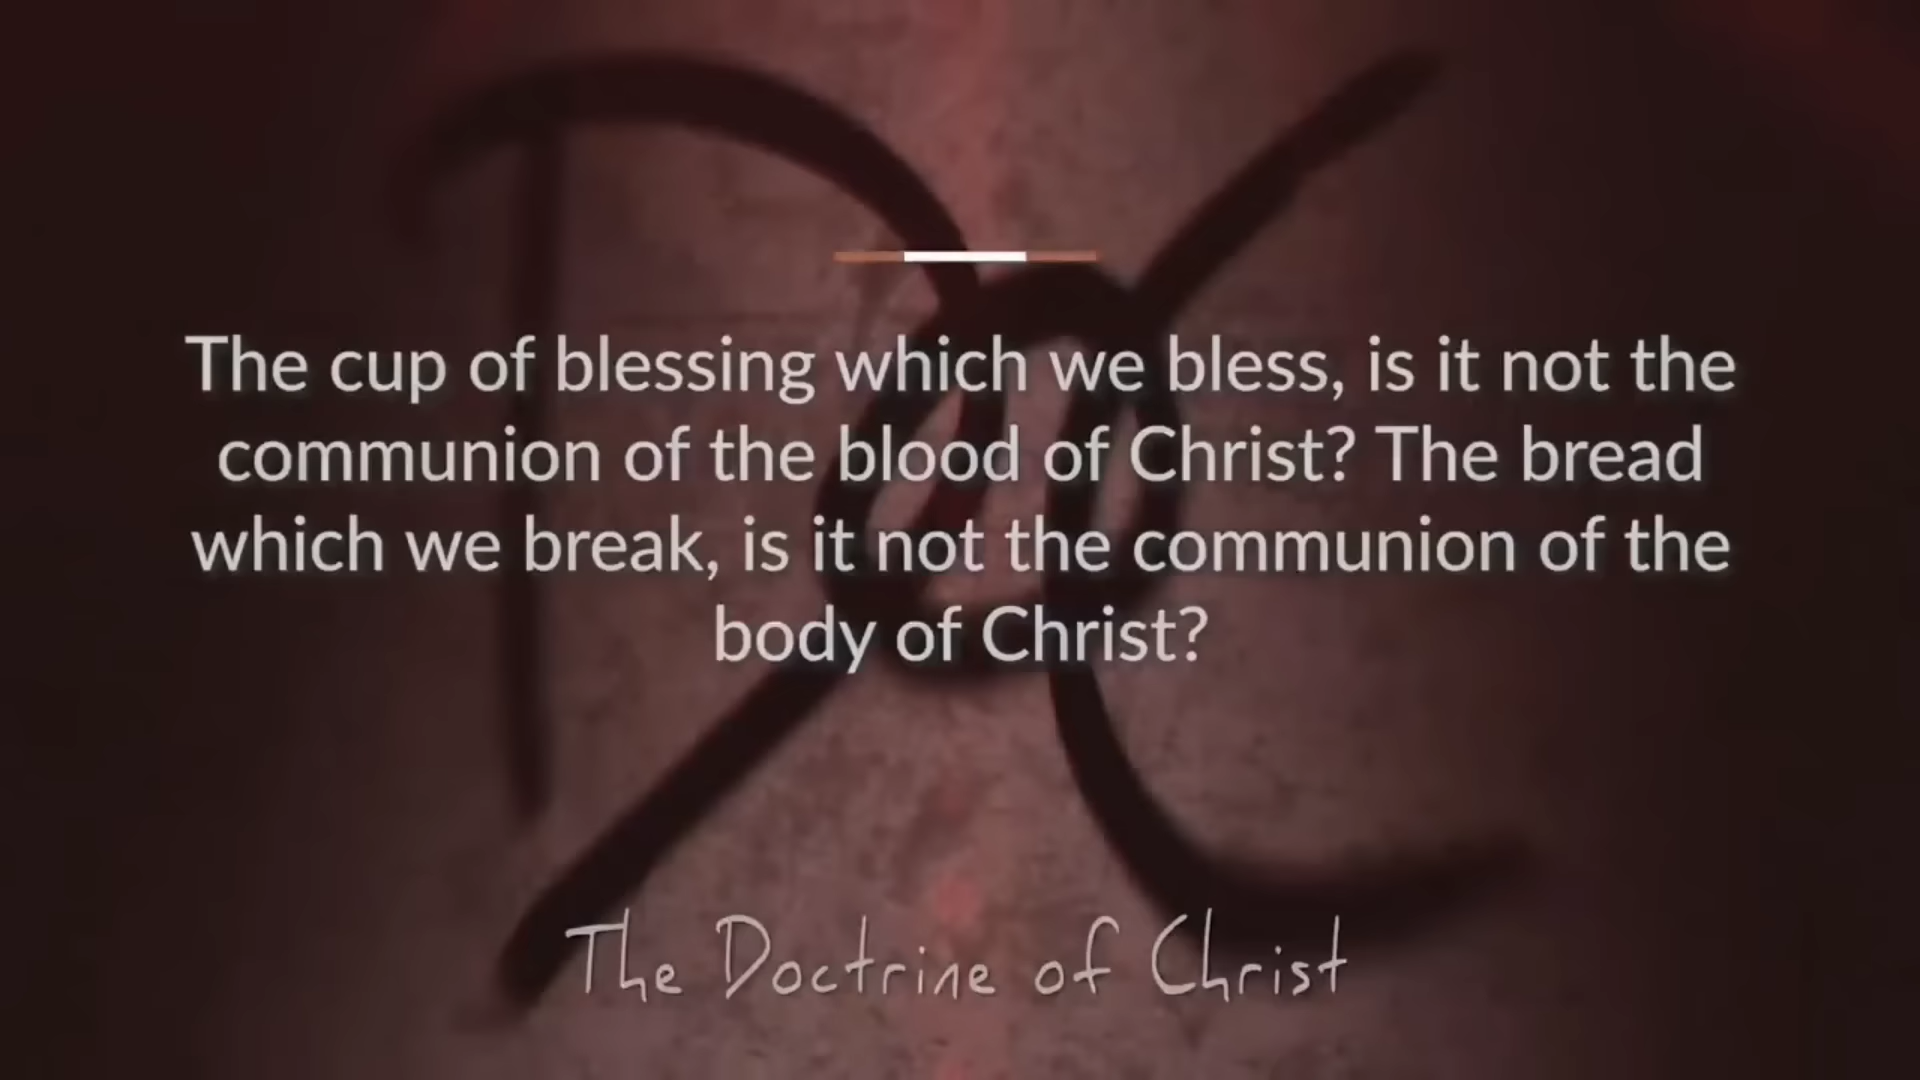 The cup of blessing which we bless, is it not the
communion of the blood of Christ? The bread
which we break, is it not the communion of the
body of Christ?
The Doctrine of Christ